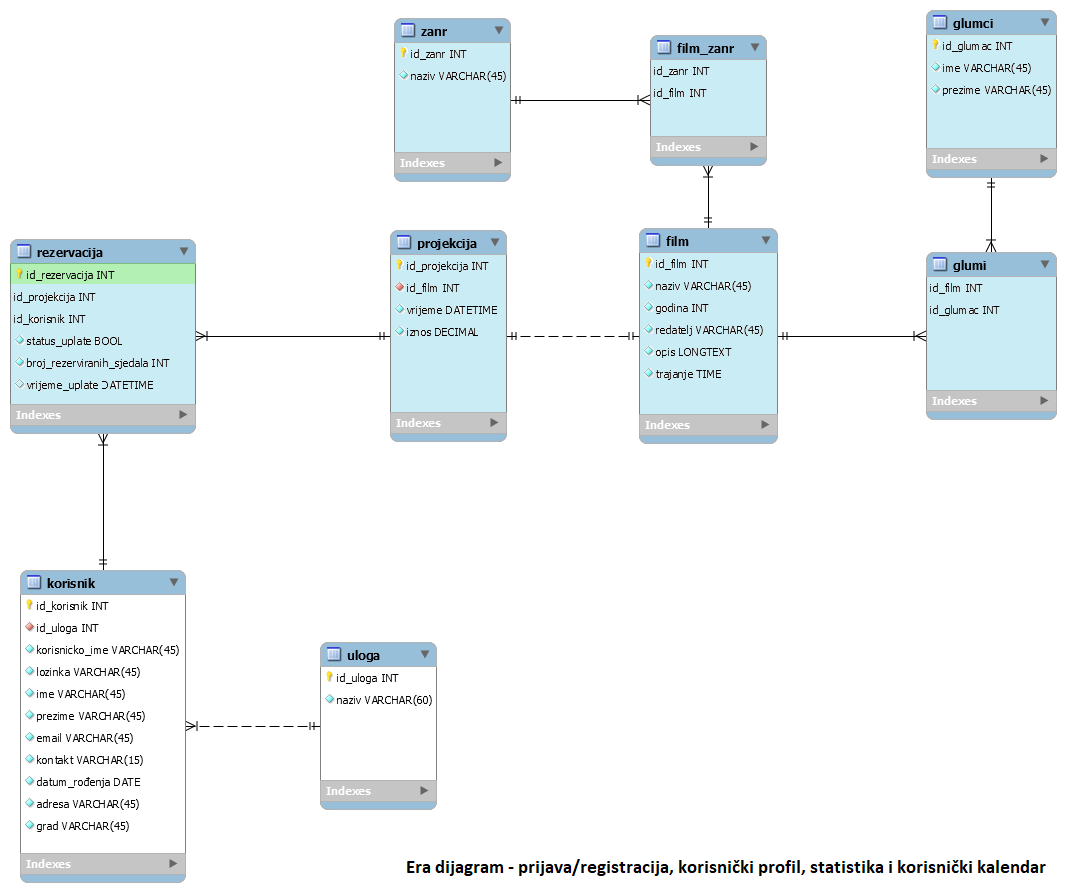 zanr
id_zanr INT
naziv VARCHAR(45)
Indexes
film_zanr
id_zanr INT
id_film INT
Indexes
glumci
id_glumac INT
ime VARCHAR(45)
prezime VARCHAR(45)
Indexes
rezervacija
id_rezervacija INT
id_projekcija INT
id_korisnik INT
status_uplate BOOL
broj_rezerviranih_sjedala INT
vrijeme_uplate DATETIME
Indexes
projekcija
id_projekcija INT
id_film INT
vrijeme DATETIME
iznos DECIMAL
Indexes
film
id_film INT
naziv VARCHAR(45)
godina INT
redatelj VARCHAR(45)
opis LONGTEXT
trajanje TIME
Indexes
glumi
id_film INT
id_glumac INT
Indexes
korisnik
id_korisnik INT
id_uloga INT
korisnicko_ime VARCHAR(45)
lozinka VARCHAR(45)
ime VARCHAR(45)
prezime VARCHAR(45)
email VARCHAR(45)
kontakt VARCHAR(15)
datum_rođenja DATE
adresa VARCHAR(45)
grad VARCHAR(45)
Indexes
uloga
id_uloga INT
naziv VARCHAR(60)
Indexes
Era dijagram - prijava/registracija, korisnički profil, statistika i korisnički kalendar